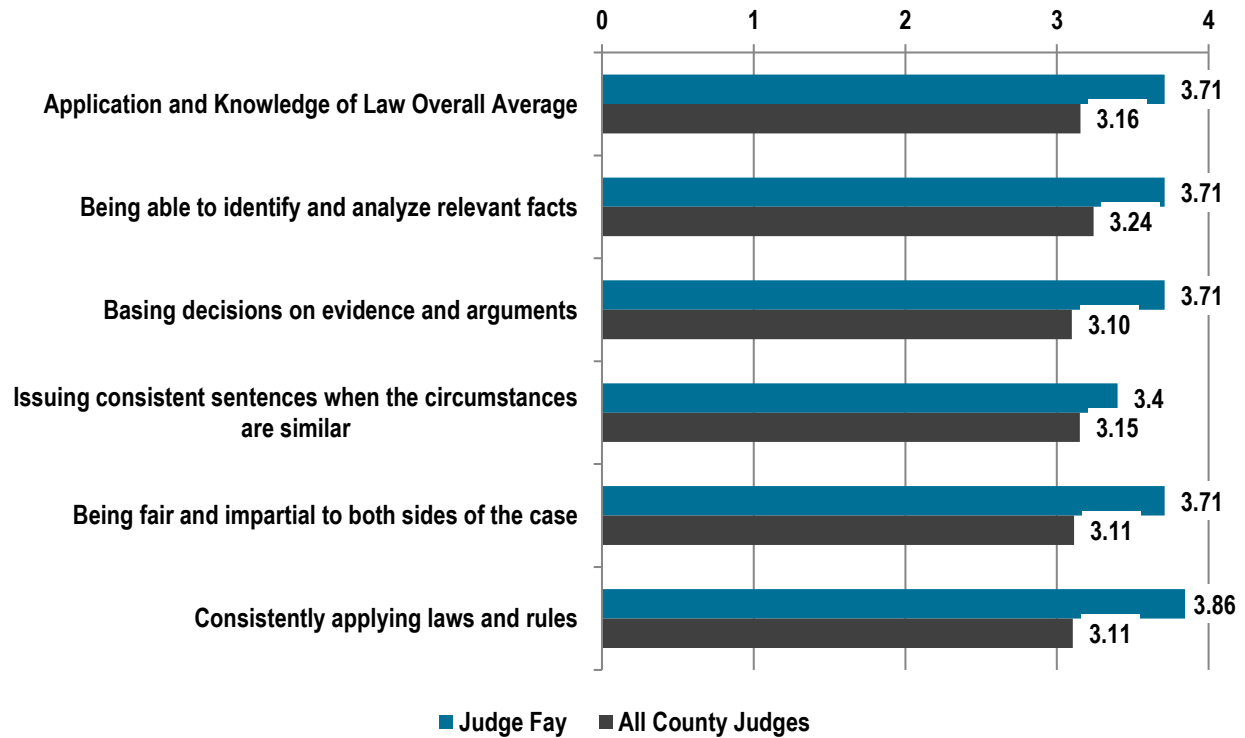 0 1 2 3 4
Application and Knowledge of Law Overall Average
3.71
3.16
Being able to identify and analyze relevant facts
3.71
3.24
Basing decisions on evidence and arguments
3.71
3.10
Issuing consistent sentences when the circumstances
are similar
3.4
3.15
Being fair and impartial to both sides of the case
3.71
3.11
Consistently applying laws and rules
3.86
3.11
Judge Fay All County Judges